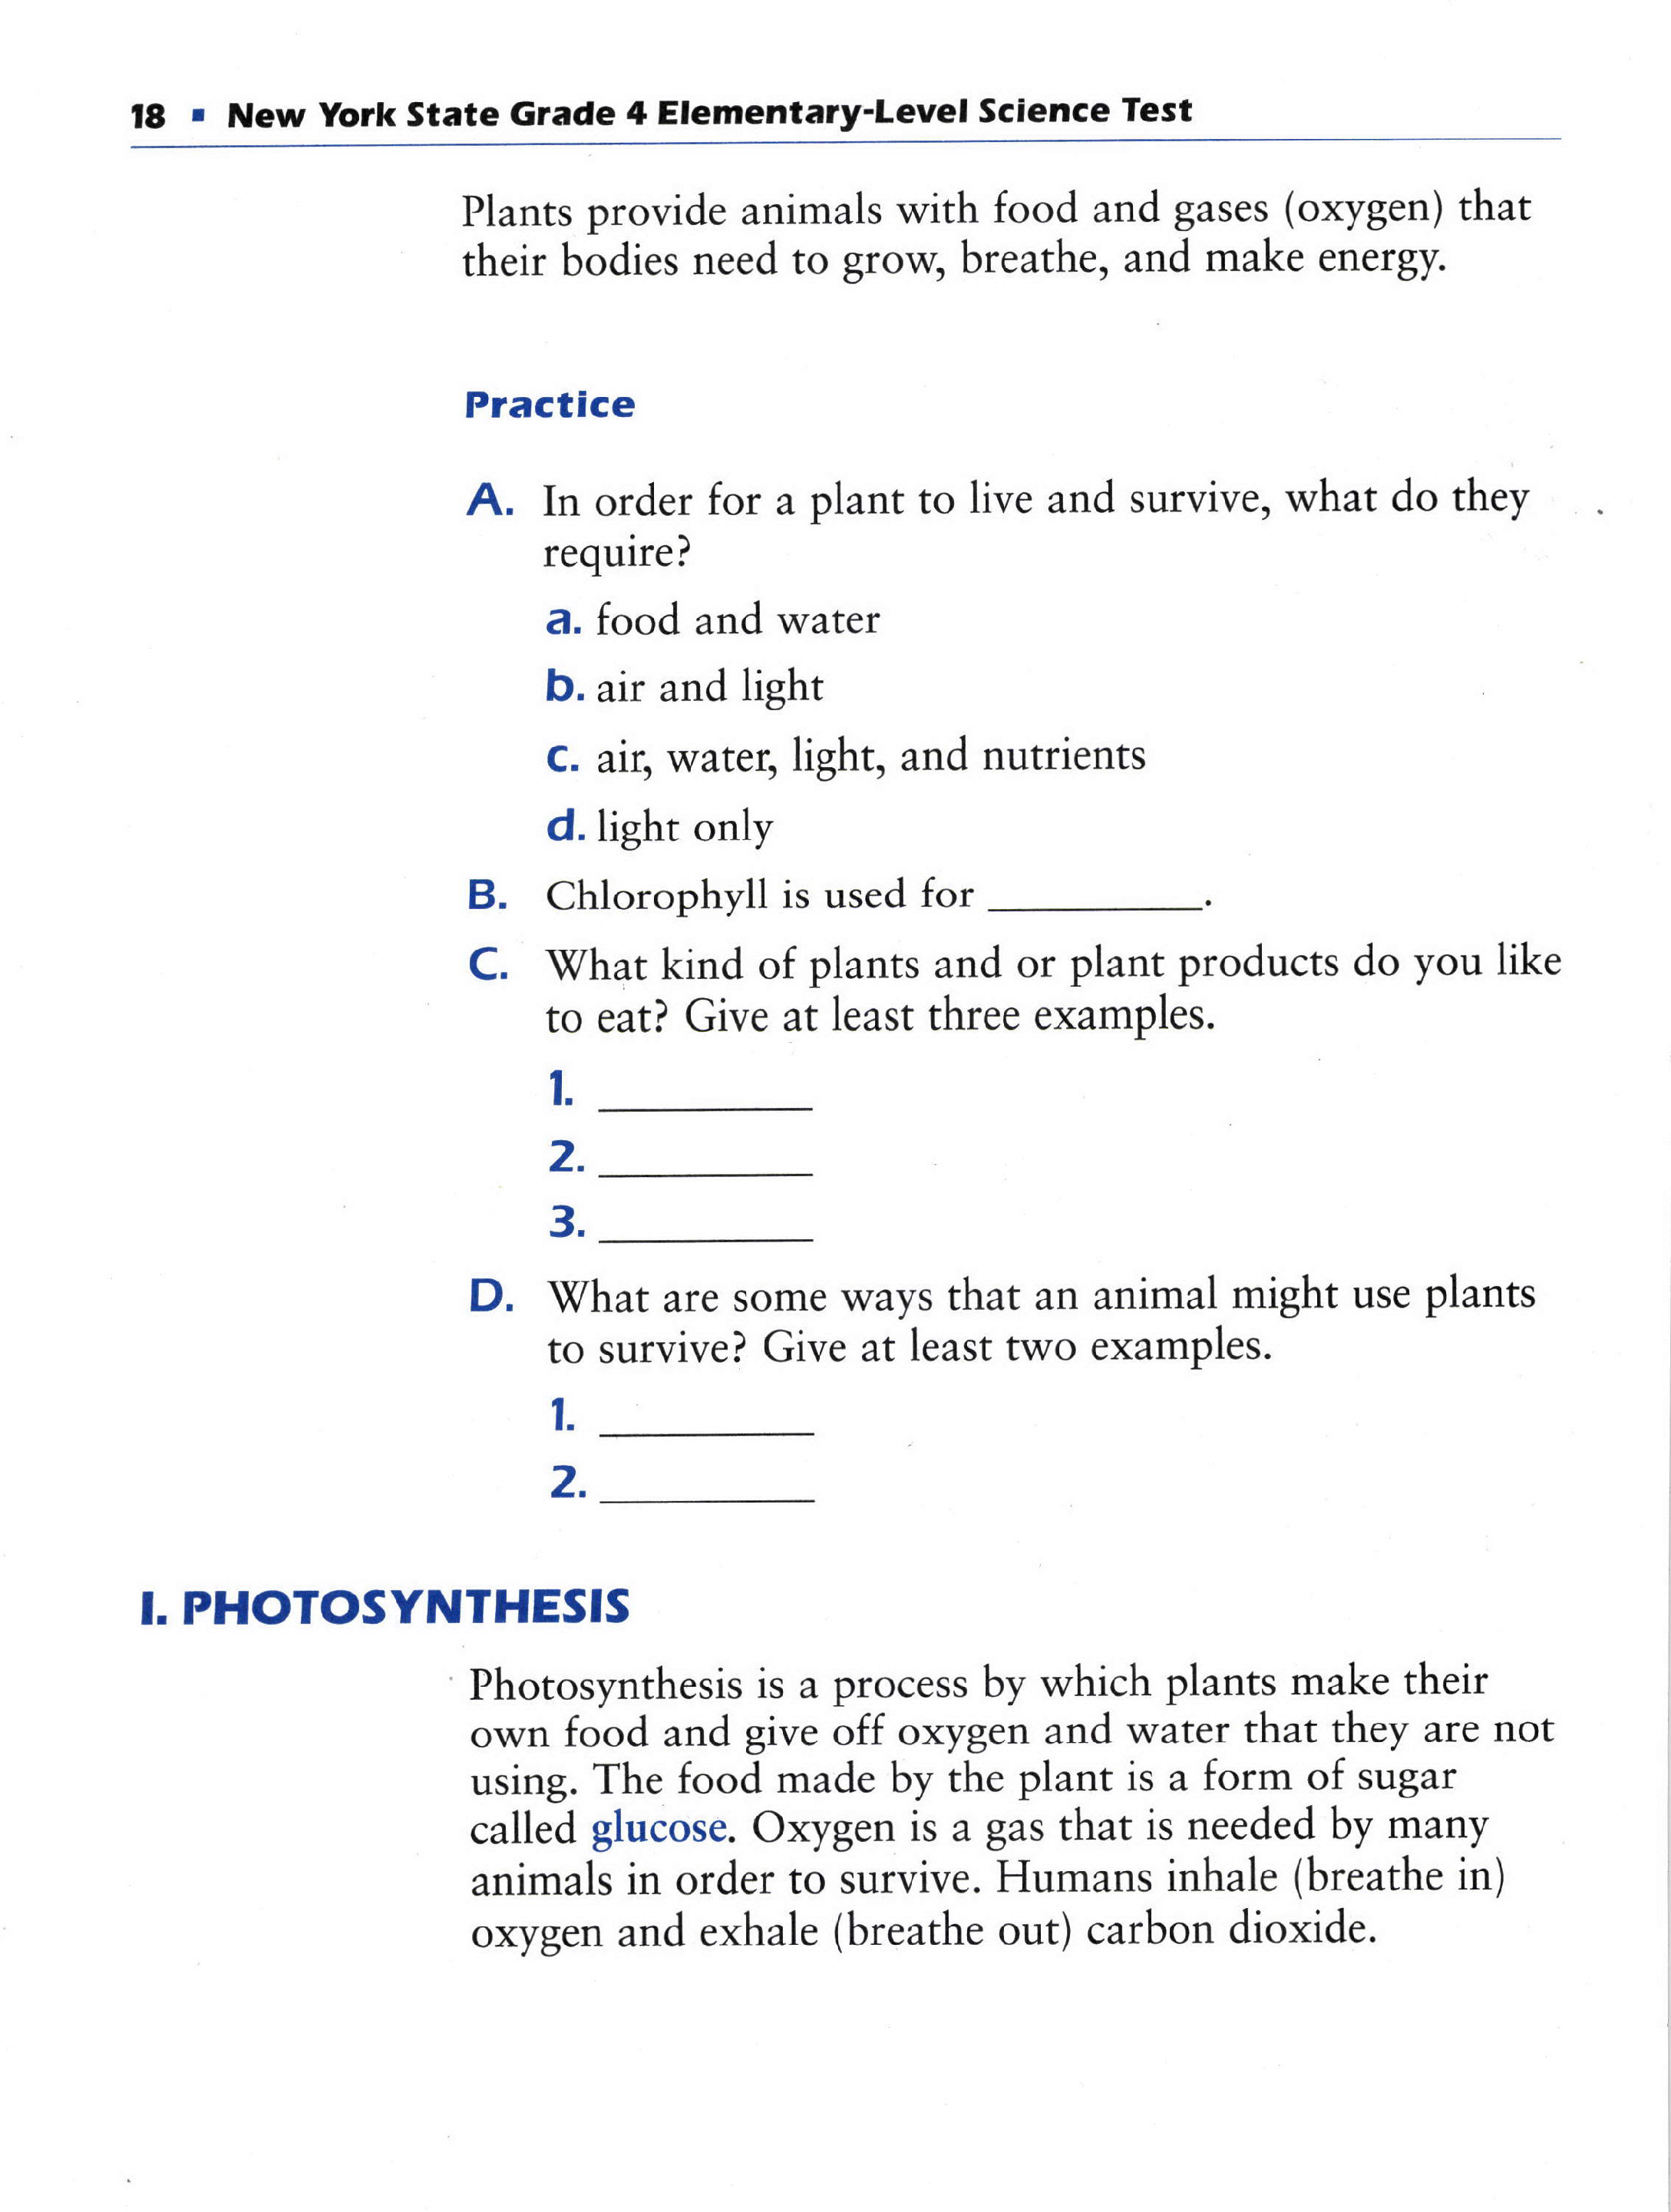 18 ▪ New York State Grade 4 Elementary-Level Science Test
Plants provide animals with food and gases (oxygen) that
their bodies need to grow, breathe, and make energy.
Practice
A. In order for a plant to live and survive, what do they
require?
a. food and water
b. air and light
c. air, water, light, and nutrients
d. light only
B. Chlorophyll is used for __________.
C. What kind of plants and or plant products do you like
to eat? Give at least three examples.
1. __________
2. __________
3. __________
D. What are some ways that an animal might use plants
to survive? Give at least two examples.
1. __________
2. __________
I. PHOTOSYNTHESIS
Photosynthesis is a process by which plants make their
own food and give off oxygen and water that they are not
using. The food made by the plant is a form of sugar
called glucose. Oxygen is a gas that is needed by many
animals in order to survive. Humans inhale (breathe in)
oxygen and exhale (breathe out) carbon dioxide.